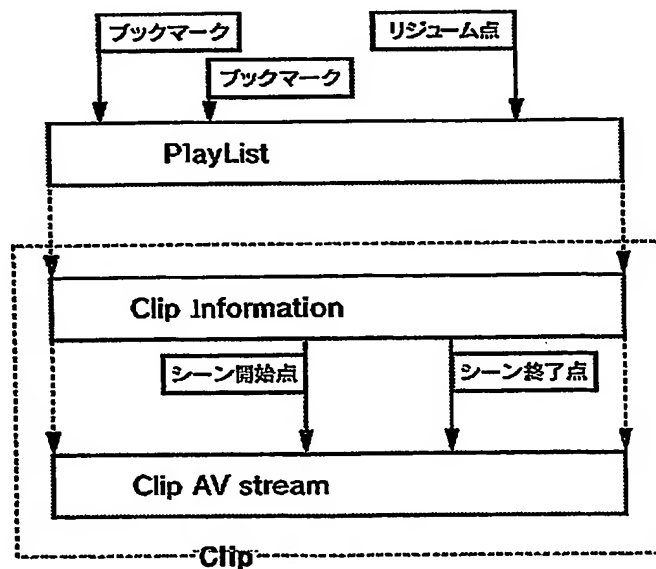 ブックマーク
リジューム点
ブックマーク
PlayList
Clip Information
シーン開始点
シーン終了点
Clip AV stream
Clip